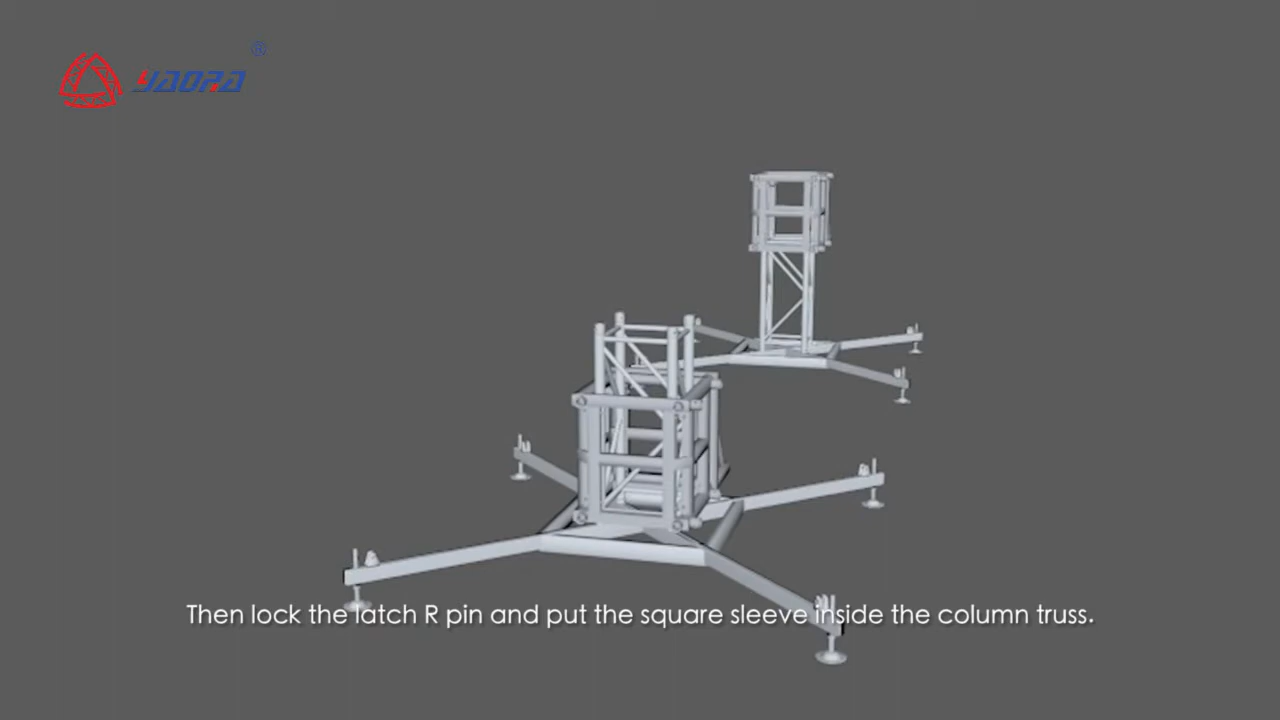 YAOPA
®
Then lock the latch R pin and put the square sleeve inside the column truss.